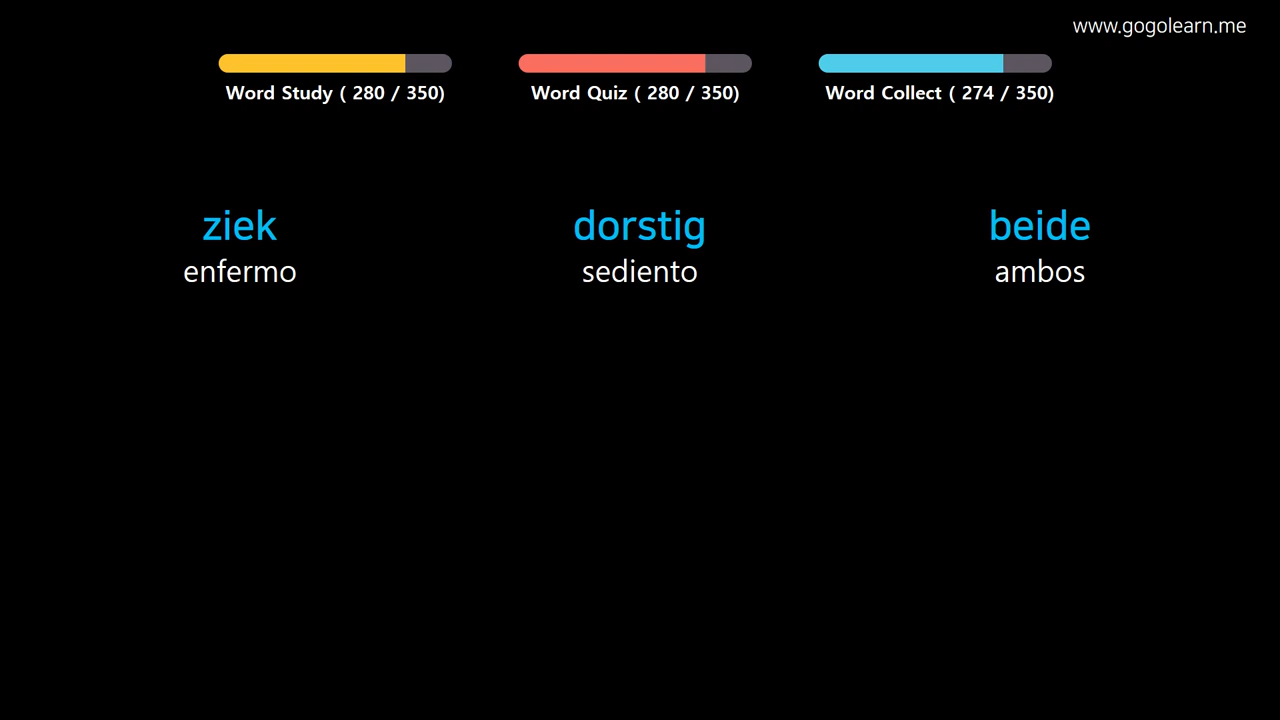 www.gogolearn.me
Word Study ( 280 / 350)
Word Quiz ( 280 / 350)
Word Collect ( 274 / 350)
ziek
enfermo
dorstig
sediento
beide
ambos